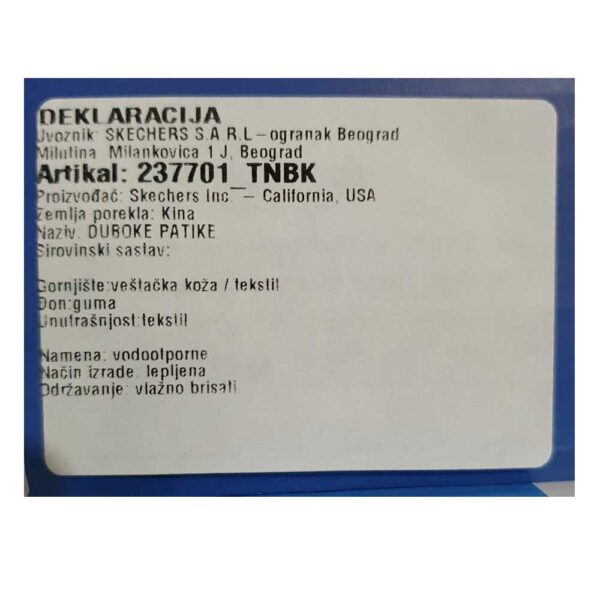 DEKLARACIJA
Uvoznik: SKECHERS S.A.R.L – ogranak Beograd
Milutina Milankovica 1 J, Beograd
Artikal: 237701_TNBK
Proizvođač: Skechers Inc. – California, USA
Zemlja porekla: Kina
Naziv: DUBOKE PATIKE
Sirovinski sastav:
Gornjište:veštačka koža / tekstil
Đon:guma
Unutrašnjost:tekstil
Namena: vodootporne
Način izrade: lepljena
Održavanje: vlažno brisati